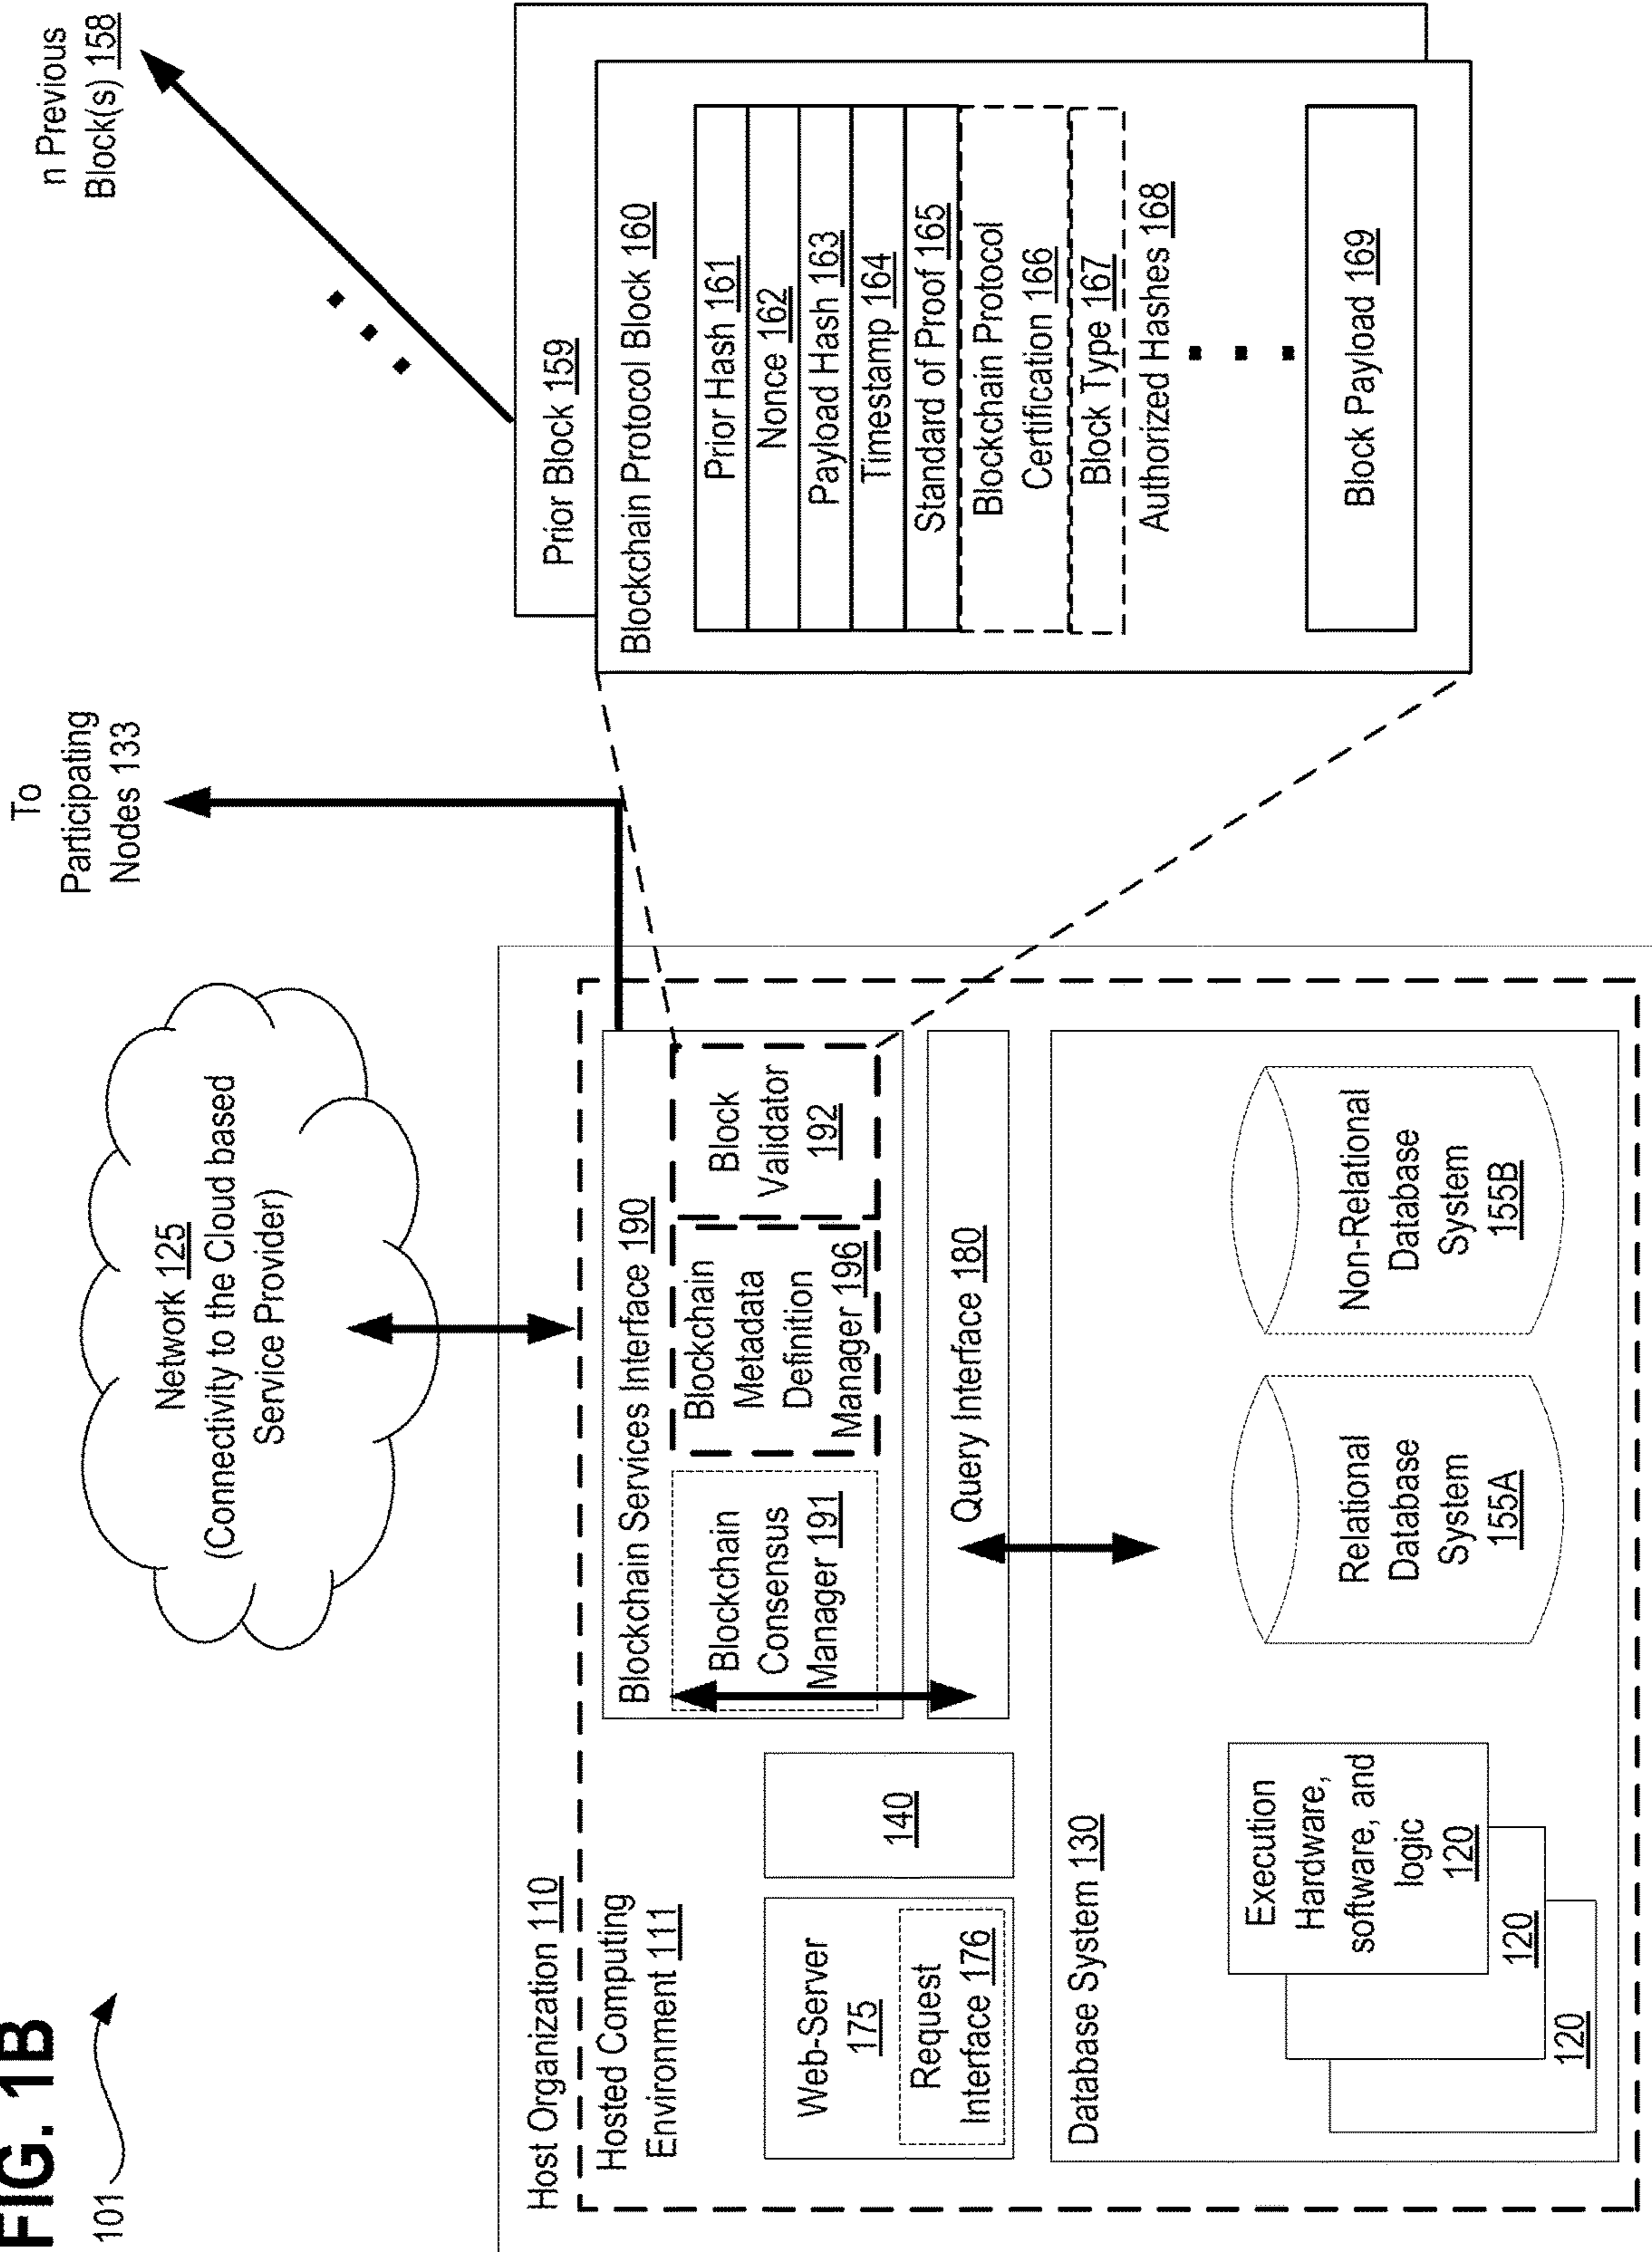 FIG. 1B
101
Network 125
(Connectivity to the Cloud based
Service Provider)
To
Participating
Nodes 133
n Previous
Block(s) 158
Host Organization 110
Hosted Computing
Environment 111
Web-Server
175
Request
Interface 176
140
Blockchain Services Interface 190
Blockchain
Consensus
Manager 191
Blockchain
Metadata
Definition
Manager 196
Block
Validator
192
Query Interface 180
Database System 130
Execution
Hardware,
software, and
logic
120
120
120
Relational
Database
System
155A
Non-Relational
Database
System
155B
Prior Block 159
Blockchain Protocol Block 160
Prior Hash 161
Nonce 162
Payload Hash 163
Timestamp 164
Standard of Proof 165
Blockchain Protocol
Certification 166
Block Type 167
Authorized Hashes 168
Block Payload 169